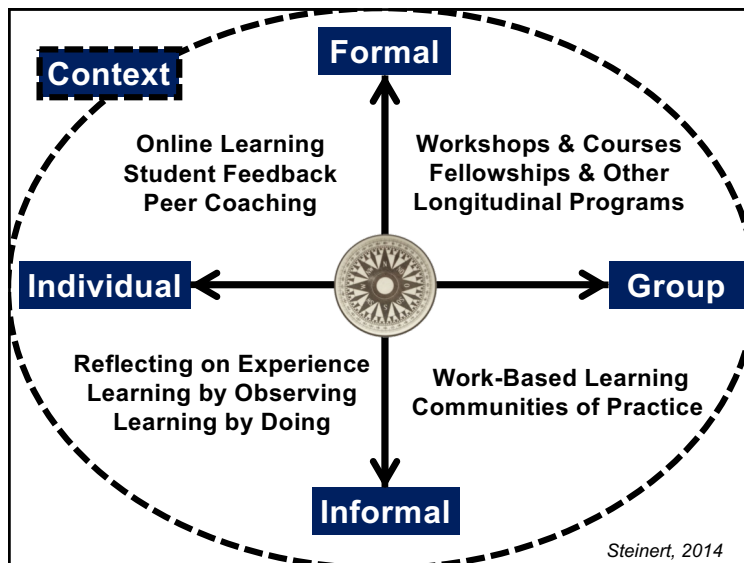 Formal
Context
Online Learning
Student Feedback
Peer Coaching
Workshops & Courses
Fellowships & Other
Longitudinal Programs
Individual
Group
Reflecting on Experience
Learning by Observing
Learning by Doing
Work-Based Learning
Communities of Practice
Informal
Steinert, 2014